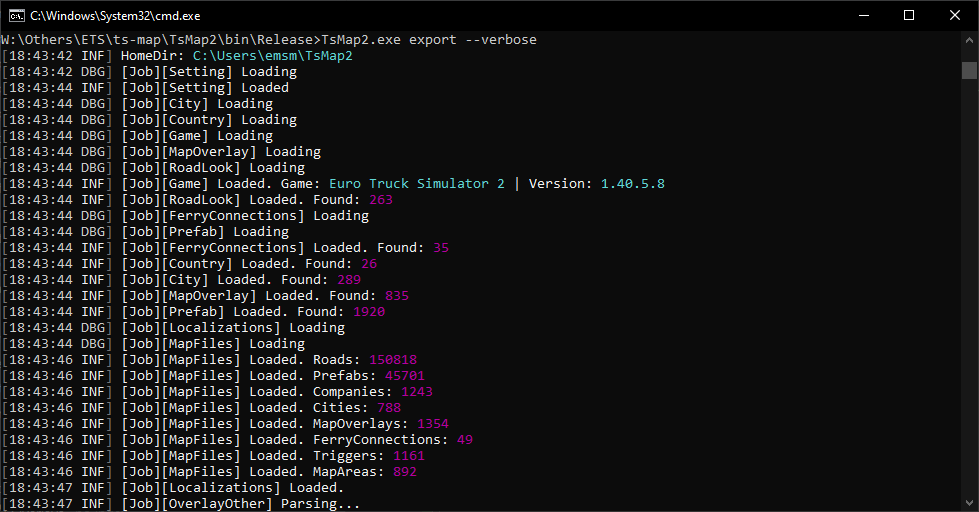 C:\Windows\System32\cmd.exe
W:\Others\ETS\ts-map\TsMap2\bin\Release>TsMap2.exe export --verbose
[18:43:42 INF] HomeDir: C:\Users\emsm\TsMap2
[18:43:42 DBG] [Job][Setting] Loading
[18:43:44 INF] [Job][Setting] Loaded
[18:43:44 DBG] [Job][City] Loading
[18:43:44 DBG] [Job][Country] Loading
[18:43:44 DBG] [Job][Game] Loading
[18:43:44 DBG] [Job][MapOverlay] Loading
[18:43:44 DBG] [Job][RoadLook] Loading
[18:43:44 INF] [Job][Game] Loaded. Game: Euro Truck Simulator 2 | Version: 1.40.5.8
[18:43:44 INF] [Job][RoadLook] Loaded. Found: 263
[18:43:44 DBG] [Job][FerryConnections] Loading
[18:43:44 DBG] [Job][Prefab] Loading
[18:43:44 INF] [Job][FerryConnections] Loaded. Found: 35
[18:43:44 INF] [Job][Country] Loaded. Found: 26
[18:43:44 INF] [Job][City] Loaded. Found: 289
[18:43:44 INF] [Job][MapOverlay] Loaded. Found: 835
[18:43:44 INF] [Job][Prefab] Loaded. Found: 1920
[18:43:44 DBG] [Job][Localizations] Loading
[18:43:44 DBG] [Job][MapFiles] Loading
[18:43:46 INF] [Job][MapFiles] Loaded. Roads: 150818
[18:43:46 INF] [Job][MapFiles] Loaded. Prefabs: 45701
[18:43:46 INF] [Job][MapFiles] Loaded. Companies: 1243
[18:43:46 INF] [Job][MapFiles] Loaded. Cities: 788
[18:43:46 INF] [Job][MapFiles] Loaded. MapOverlays: 1354
[18:43:46 INF] [Job][MapFiles] Loaded. FerryConnections: 49
[18:43:46 INF] [Job][MapFiles] Loaded. Triggers: 1161
[18:43:46 INF] [Job][MapFiles] Loaded. MapAreas: 892
[18:43:47 INF] [Job][Localizations] Loaded.
[18:43:47 INF] [Job][OverlayOther] Parsing...